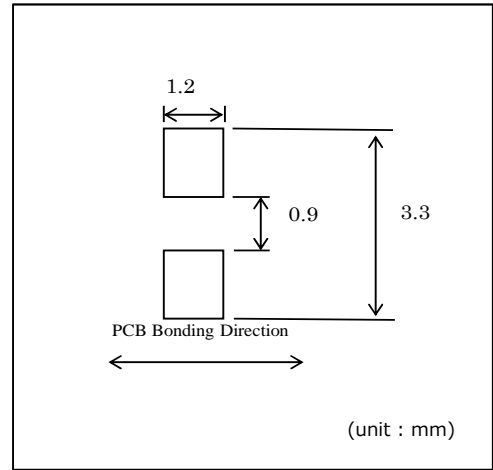 1.2
0.9
3.3
PCB Bonding Direction
(unit : mm)